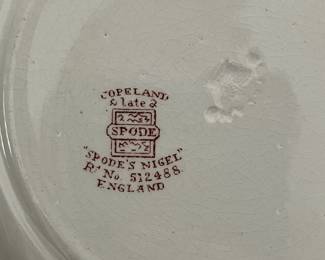 COPELAND
late
SPODE
"SPODE'S NIGEL"
Rd No. 512488.
ENGLAND